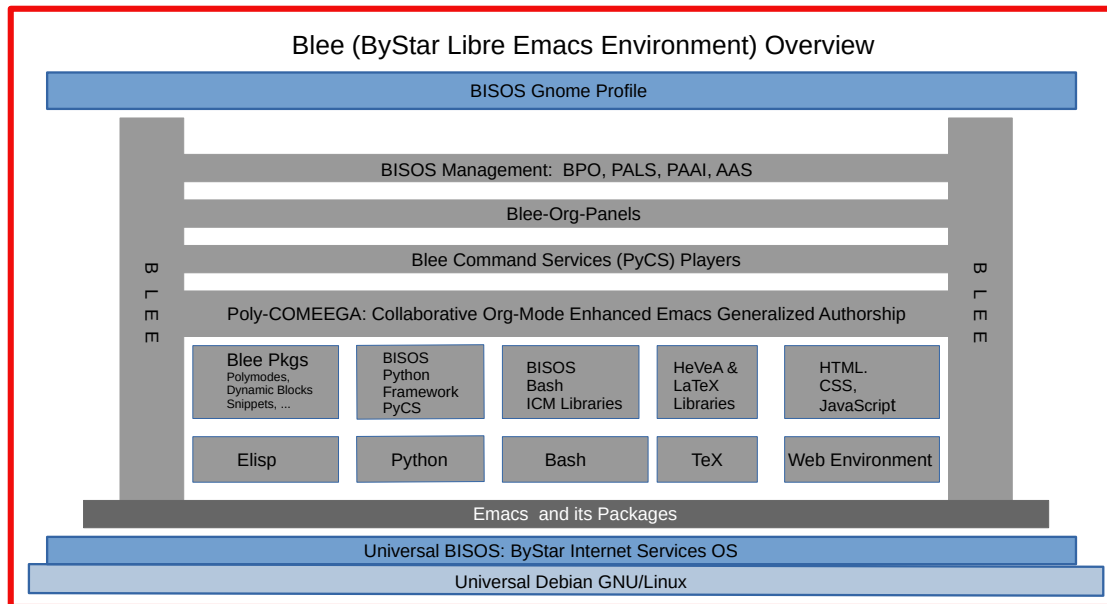 Blee (ByStar Libre Emacs Environment) Overview
BISOS Gnome Profile
BISOS Management:  BPO, PALS, PAAI, AAS
Blee-Org-Panels
Blee Command Services (PyCS) Players
B L E E
B L E E
Poly-COMEEGA: Collaborative Org-Mode Enhanced Emacs Generalized Authorship
Blee Pkgs
Polymodes,
Dynamic Blocks
Snippets, ...
BISOS
Python
Framework
PyCS
BISOS
Bash
ICM Libraries
HeVeA &
LaTeX
Libraries
HTML.
CSS,
JavaScript
Elisp
Python
Bash
TeX
Web Environment
Emacs  and its Packages
Universal BISOS: ByStar Internet Services OS
Universal Debian GNU/Linux